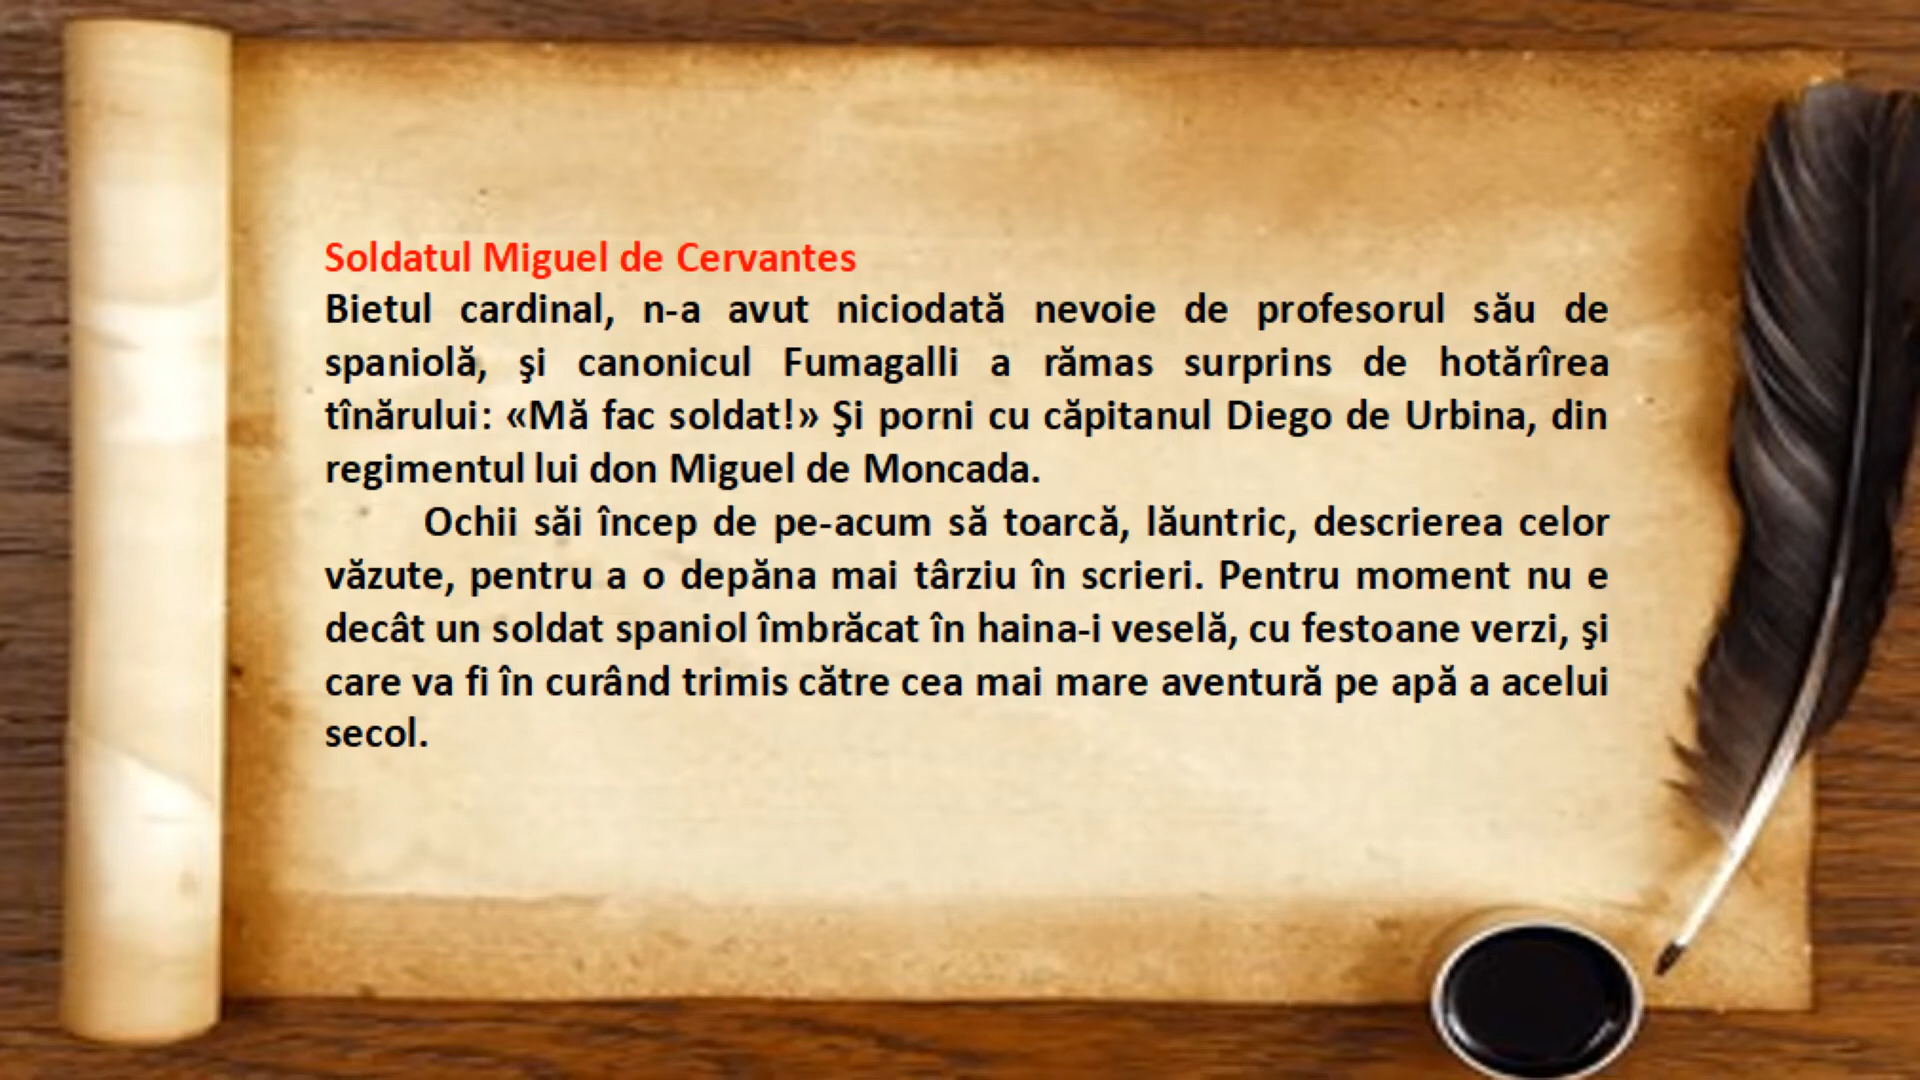 Soldatul Miguel de Cervantes
Bietul cardinal, n-a avut niciodată nevoie de profesorul său de
spaniolă, şi canonicul Fumagalli a rămas surprins de hotărîrea
tînărului: «Mă fac soldat!» Şi porni cu căpitanul Diego de Urbina, din
regimentul lui don Miguel de Moncada.
Ochii săi încep de pe-acum să toarcă, lăuntric, descrierea celor
văzute, pentru a o depăna mai târziu în scrieri. Pentru moment nu e
decât un soldat spaniol îmbrăcat în haina-i veselă, cu festoane verzi, şi
care va fi în curând trimis către cea mai mare aventură pe apă a acelui
secol.